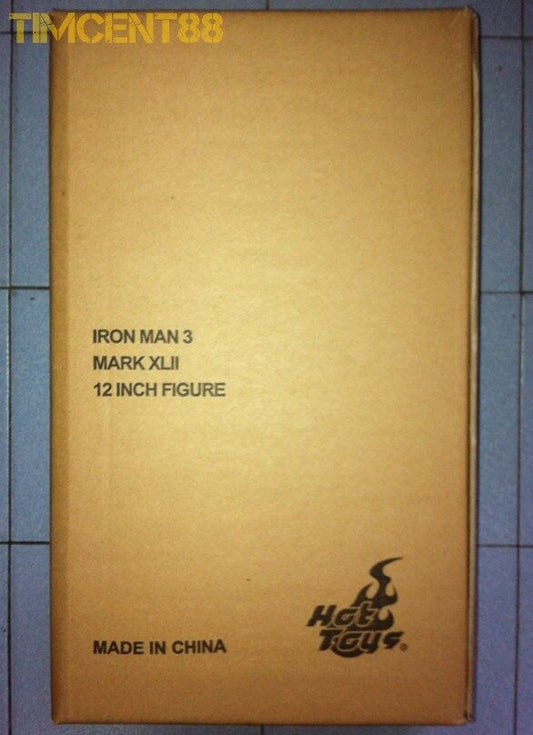 TIMCENT88
IRON MAN 3
MARK XLII
12 INCH FIGURE
Hot
Toys®
MADE IN CHINA